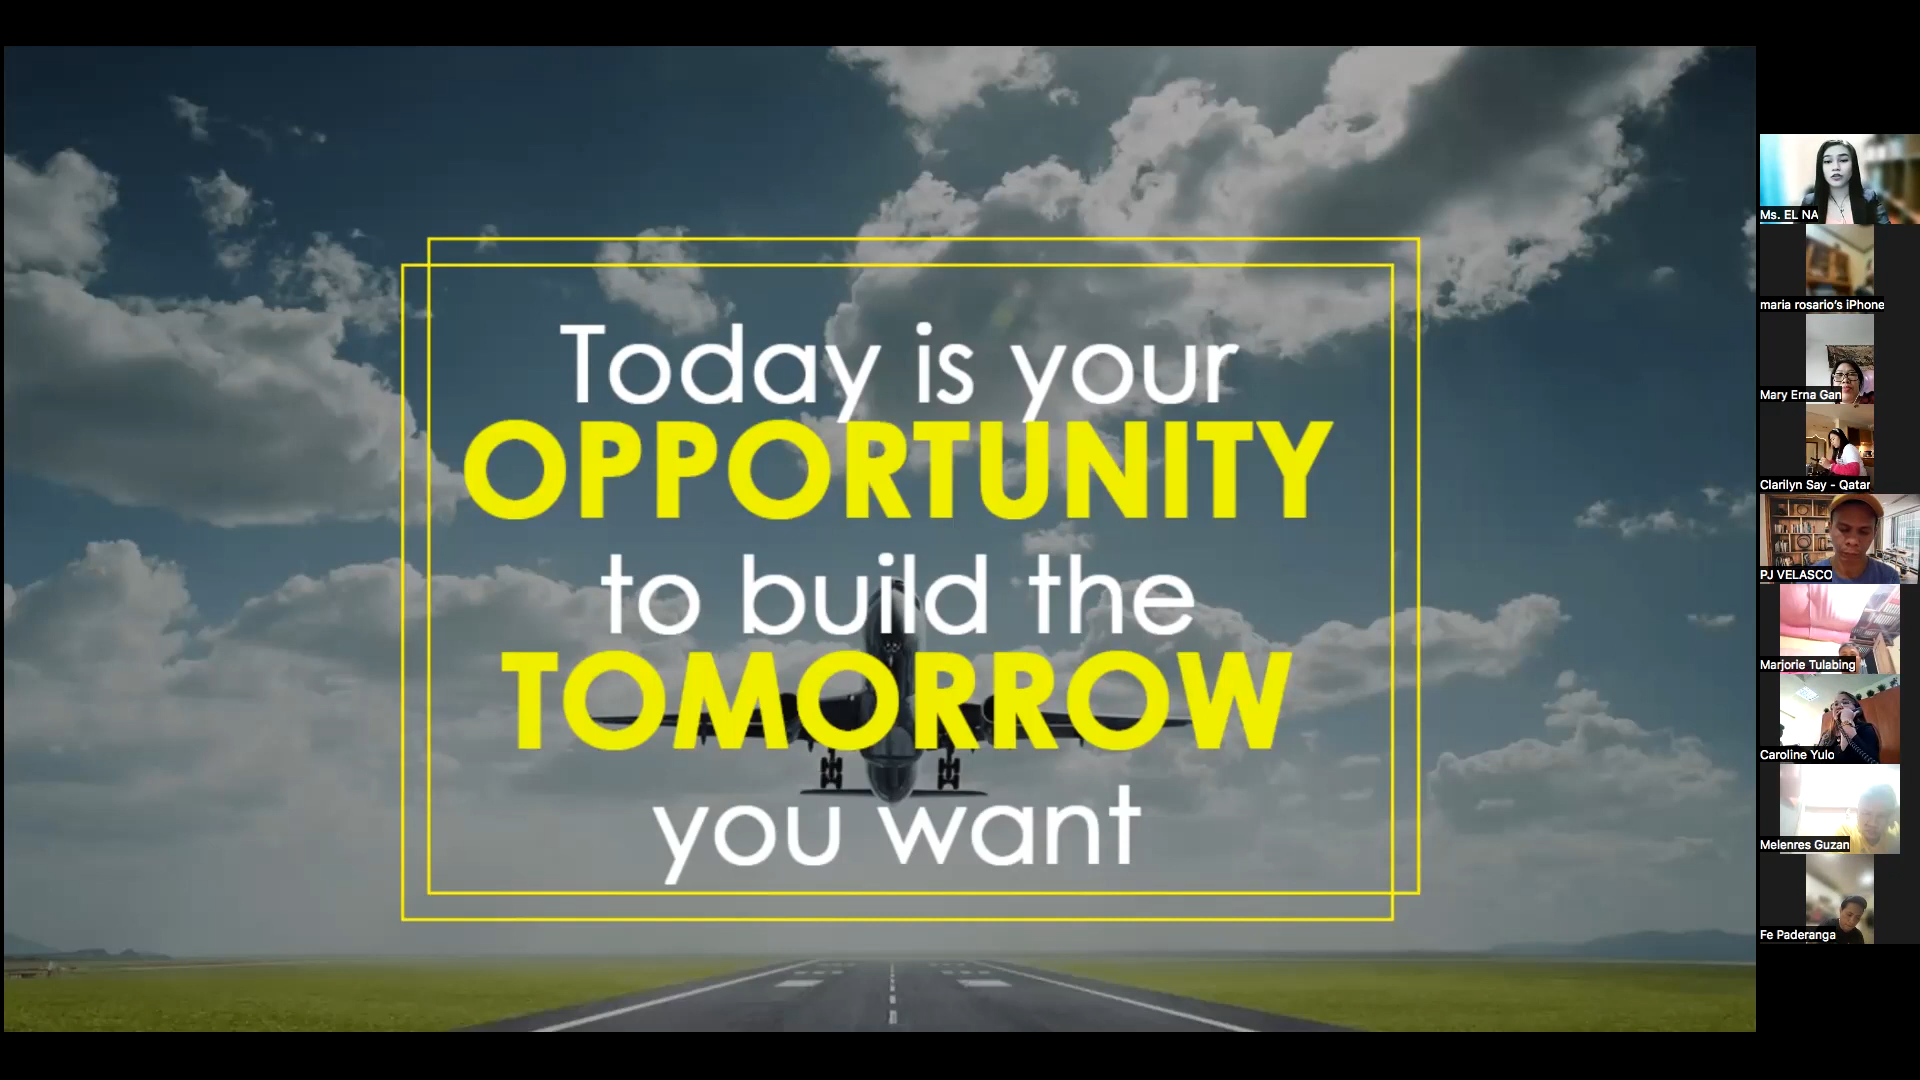 Today is your
OPPORTUNITY
to build the
TOMORROW
you want
Ms. EL NA
maria rosario's iPhone
Mary Erna Gan
Clarilyn Say - Qatar
PJ VELASCO
Marjorie Tulabing
Caroline Yulo
Melenres Guzan
Fe Paderanga